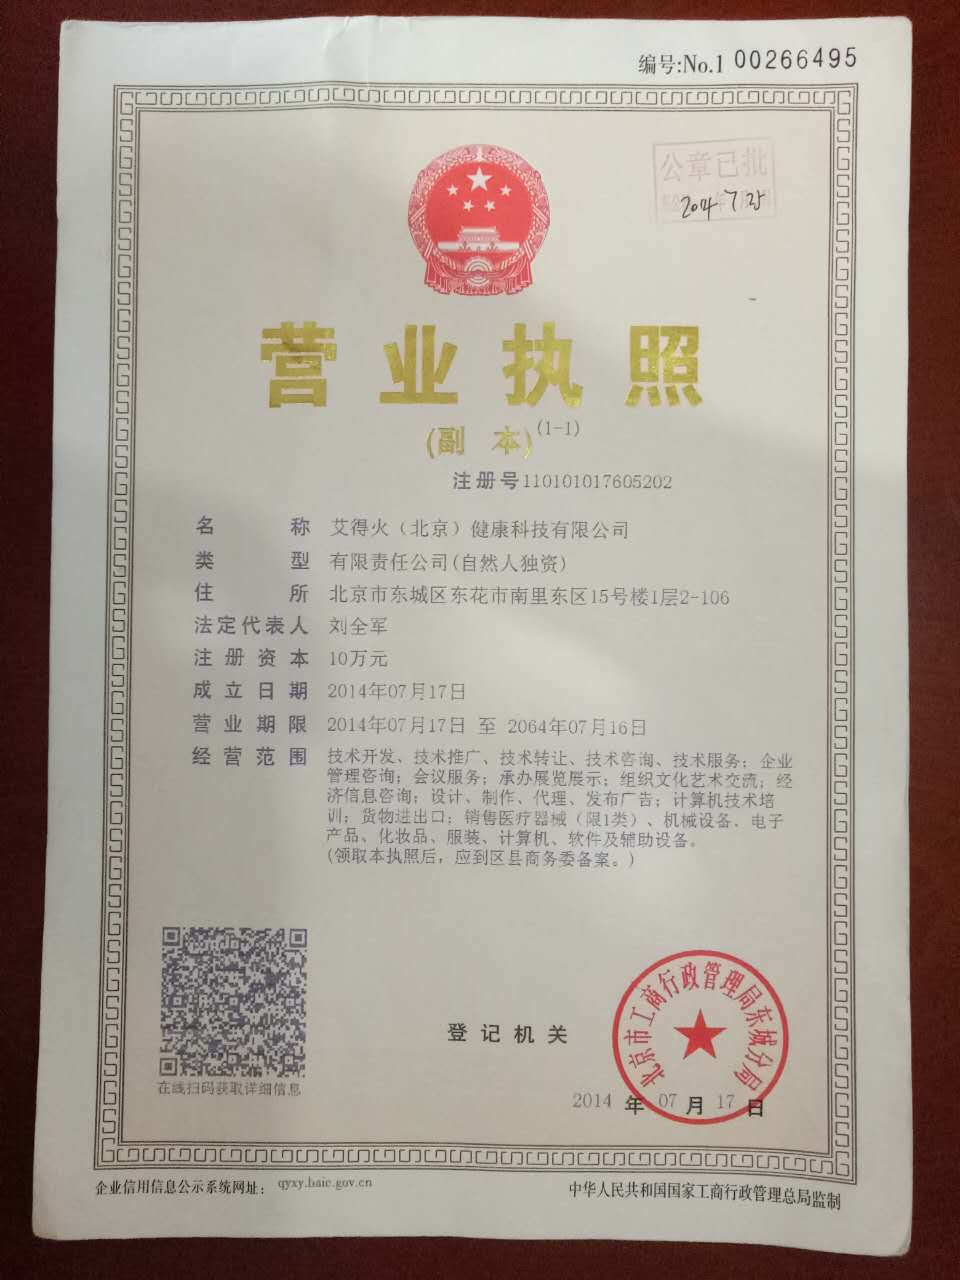 编号:No.1 00266495
公章已批
2014 7 25
营业执照
(副本)(1-1)
注册号110101017605202
名称 艾得火（北京）健康科技有限公司
类型 有限责任公司(自然人独资)
住所 北京市东城区东花市南里东区15号楼1层2-106
法定代表人 刘全军
注册资本 10万元
成立日期 2014年07月17日
营业期限 2014年07月17日 至 2064年07月16日
经营范围 技术开发、技术推广、技术转让、技术咨询、技术服务；企业
管理咨询；会议服务；承办展览展示；组织文化艺术交流；经
济信息咨询；设计、制作、代理、发布广告；计算机技术培
训；货物进出口；销售医疗器械（限1类）、机械设备、电子
产品、化妆品、服装、计算机、软件及辅助设备。
(领取本执照后，应到区县商务委备案。)
在线扫码获取详细信息
登记机关
北京市工商行政管理局东城分局
2014 年 07 月 17 日
企业信用信息公示系统网址： qyxy.baic.gov.cn
中华人民共和国国家工商行政管理总局监制